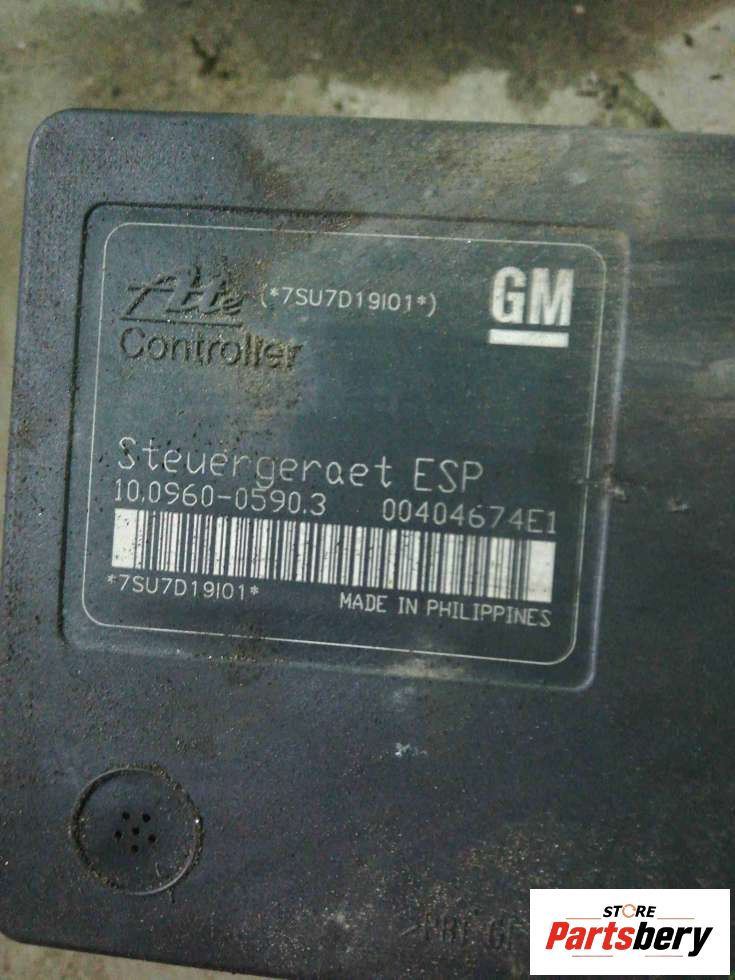 Ate (*7SU7D19I01*) GM
Controller
Steuergeraet ESP
10.0960-0590.3 00404674E1
*7SU7D19I01* MADE IN PHILIPPINES
STORE
Partsbery